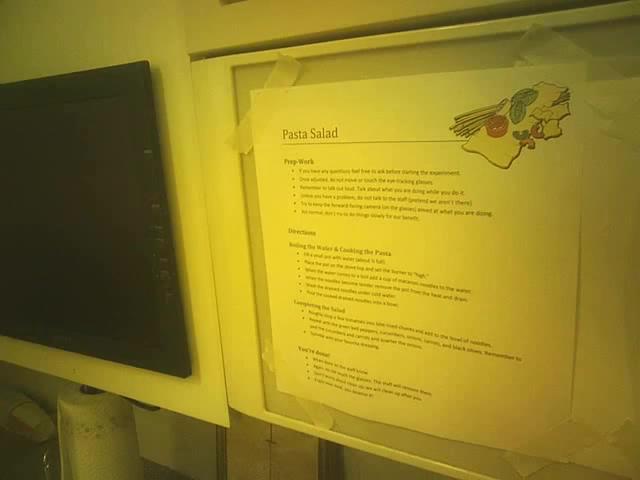 Pasta Salad
Prep-Work
• If you have any questions feel free to ask before starting the experiment.
• Once adjusted, do not move or touch the eye-tracking glasses.
• Remember to talk out loud. Talk about what you are doing while you do it.
• Unless you have a problem, do not talk to the staff (pretend we aren't there)
• Try to keep the forward-facing camera (on the glasses) aimed at what you are doing.
• Act normal, don't try to do things slowly for our benefit.
Directions
Boiling the Water & Cooking the Pasta
• Fill a small pot with water (about ½ full).
• Place the pot on the stove top and set the burner to "high."
• When the water comes to a boil add a cup of macaroni noodles to the water.
• When the noodles become tender remove the pot from the heat and drain.
• Wash the drained noodles under cold water.
• Pour the cooked drained noodles into a bowl.
Completing the Salad
• Roughly chop a few tomatoes into bite-sized chunks and add to the bowl of noodles.
• Repeat with the green bell peppers, cucumbers, onions, carrots, and black olives. Remember to
the cucumbers and carrots and quarter the onions.
• your favorite dressing.
You're done!
• When done let the staff know.
• Again, do not touch the glasses. The staff will remove them.
• Don't worry about clean up; we will clean up after you.
• Enjoy your meal, you deserve it!